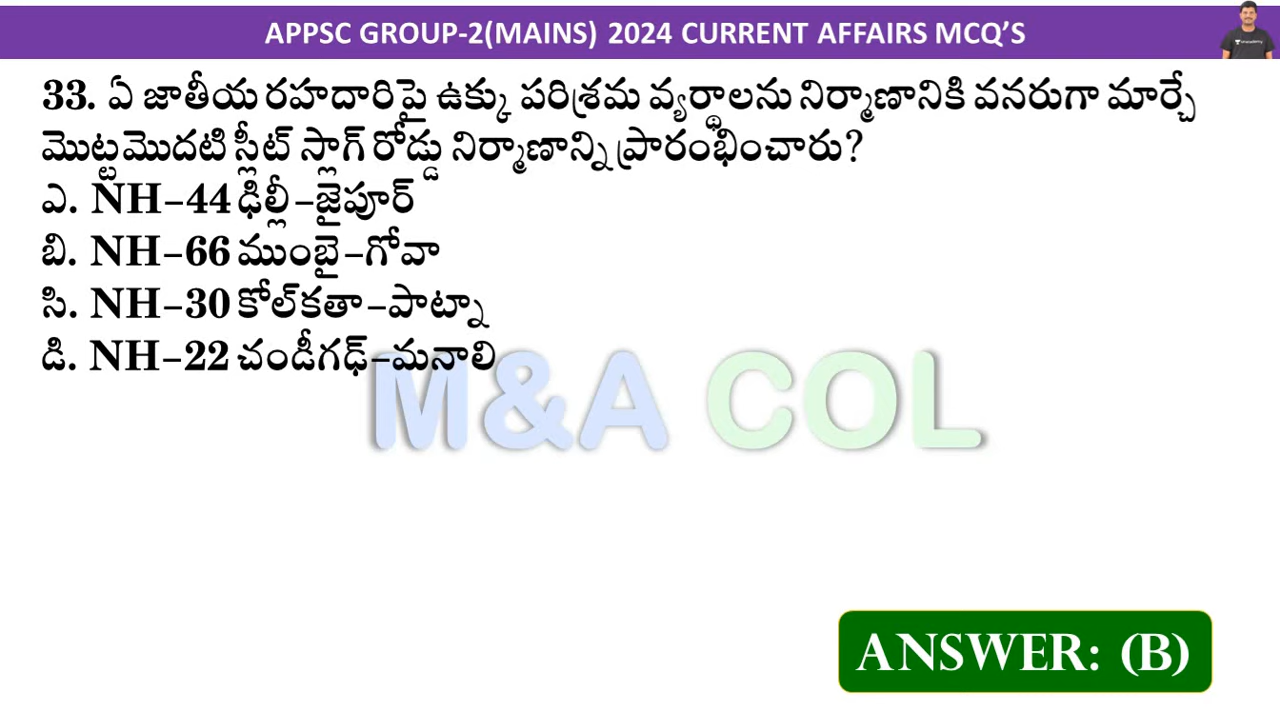 APPSC GROUP-2(MAINS) 2024 CURRENT AFFAIRS MCQ'S
33. ఏ జాతీయ రహదారిపై ఉక్కు పరిశ్రమ వ్యర్థాలను నిర్మాణానికి వనరుగా మార్చే
మొట్టమొదటి స్లీట్ స్లాగ్ రోడ్డు నిర్మాణాన్ని ప్రారంభించారు?
ఎ. NH-44 ఢిల్లీ-జైపూర్
బి. NH-66 ముంబై-గోవా
సి. NH-30 కోల్‌కతా-పాట్నా
డి. NH-22 చండీగఢ్-మనాలి
M&A COL
ANSWER: (B)